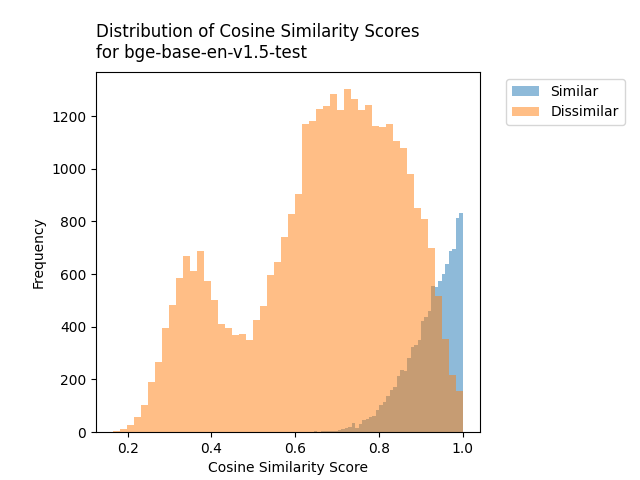 Distribution of Cosine Similarity Scores
for bge-base-en-v1.5-test
Similar
Dissimilar
1200
1000
800
600
400
200
0
Frequency
0.2 0.4 0.6 0.8 1.0
Cosine Similarity Score